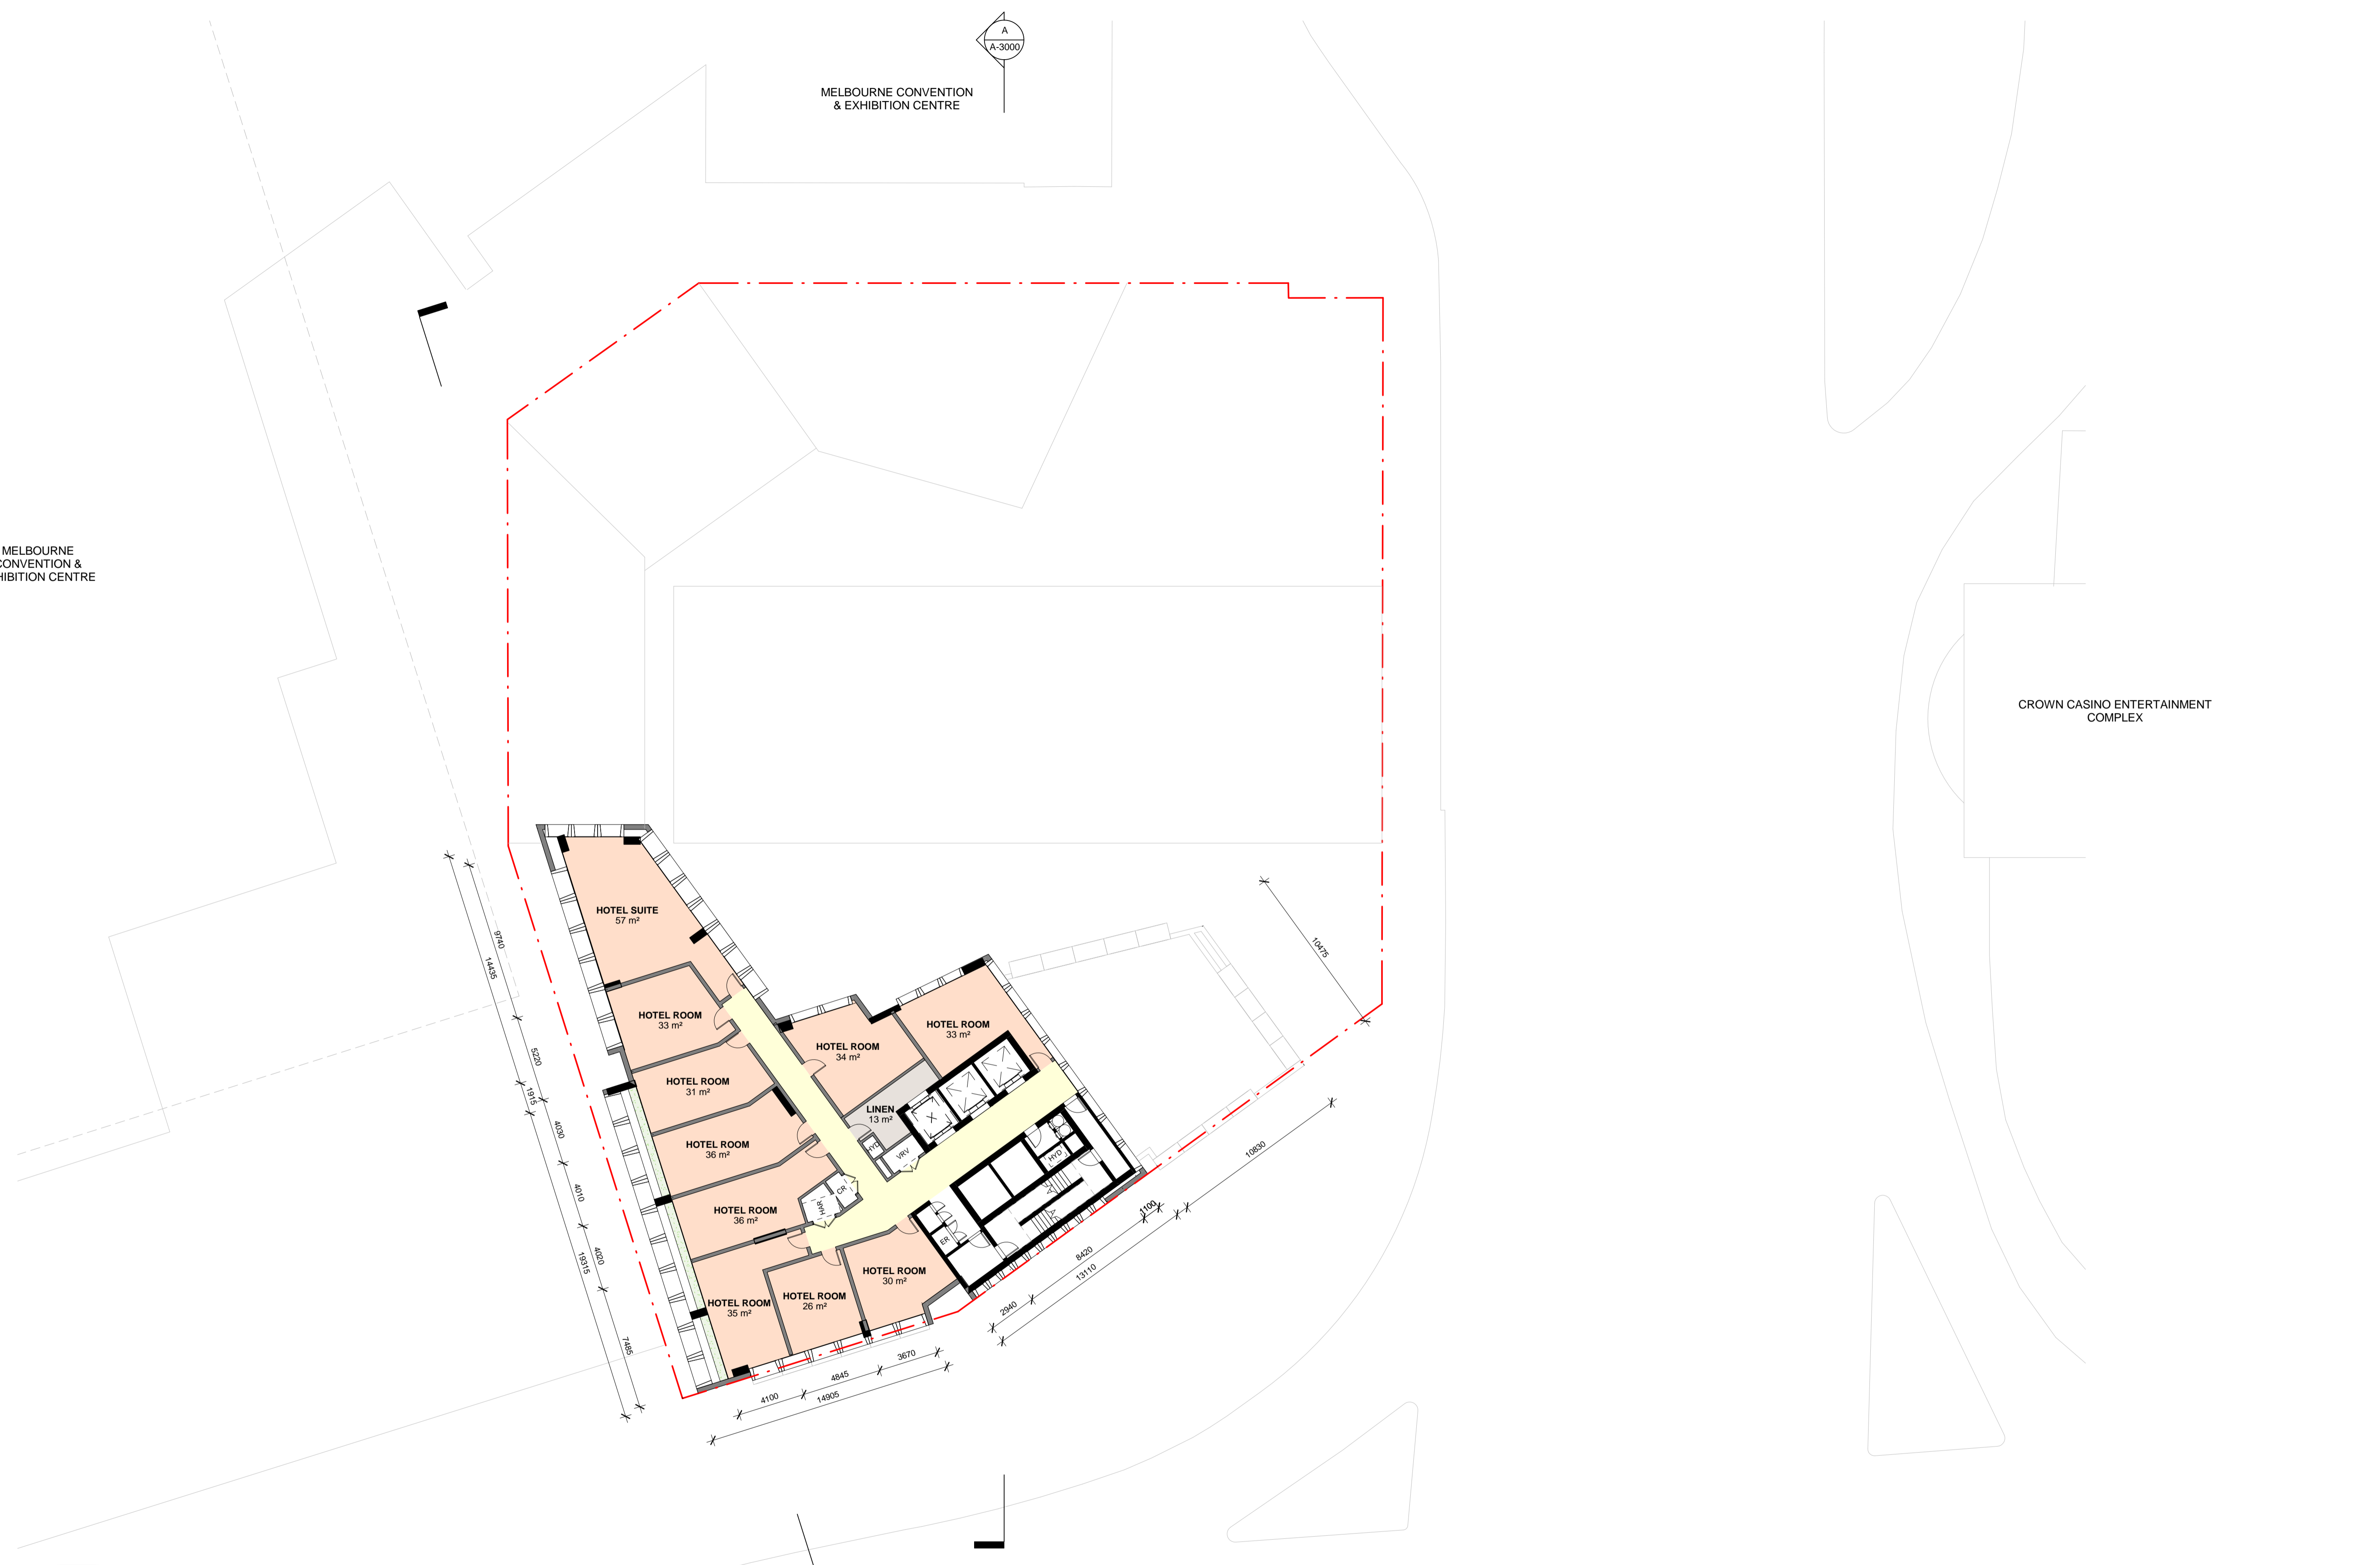 A
A-3000
MELBOURNE CONVENTION
& EXHIBITION CENTRE
MELBOURNE
CONVENTION &
HIBITION CENTRE
CROWN CASINO ENTERTAINMENT
COMPLEX
HOTEL SUITE
57 m²
HOTEL ROOM
33 m²
HOTEL ROOM
31 m²
HOTEL ROOM
36 m²
HOTEL ROOM
36 m²
HOTEL ROOM
35 m²
HOTEL ROOM
26 m²
HOTEL ROOM
30 m²
HOTEL ROOM
34 m²
HOTEL ROOM
33 m²
LINEN
13 m²
HYD
VRV
CR
HAR
ER
HYD
9740
14435
5220
1915
4030
4010
4020
19315
7485
4100
4845
3670
14905
2940
8420
13110
1100
10830
10475